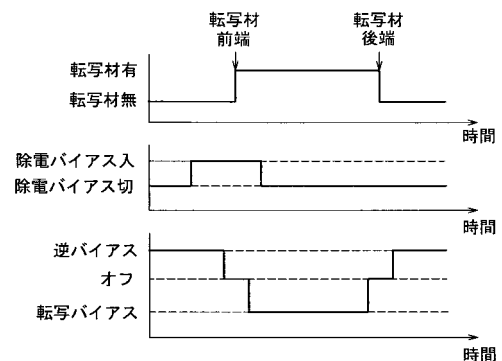 転写材
前端
転写材
後端
転写材有
転写材無
時間
除電バイアス入
除電バイアス切
時間
逆バイアス
オフ
転写バイアス
時間